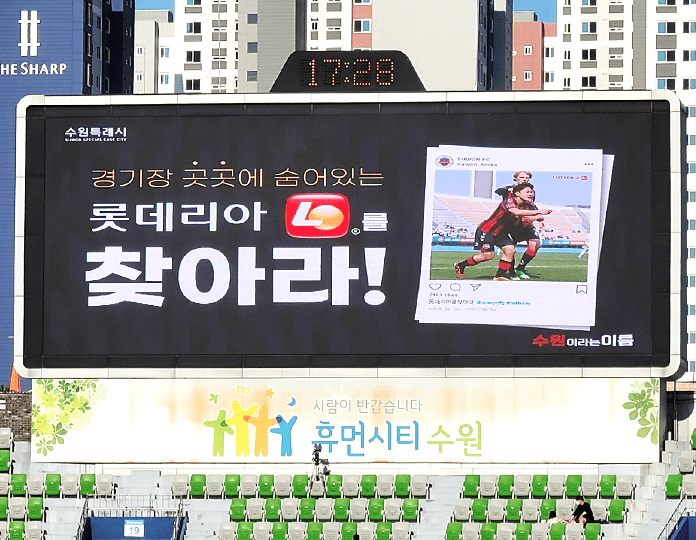 THE SHARP
17:28
수원특례시
SUWON SPECIAL CASE CITY
경기장 곳곳에 숨어있는
롯데리아 를
찾아라!
SUWON FC
Suwon, Korea
수원이라는이름
사람이 반갑습니다
휴먼시티 수원
19